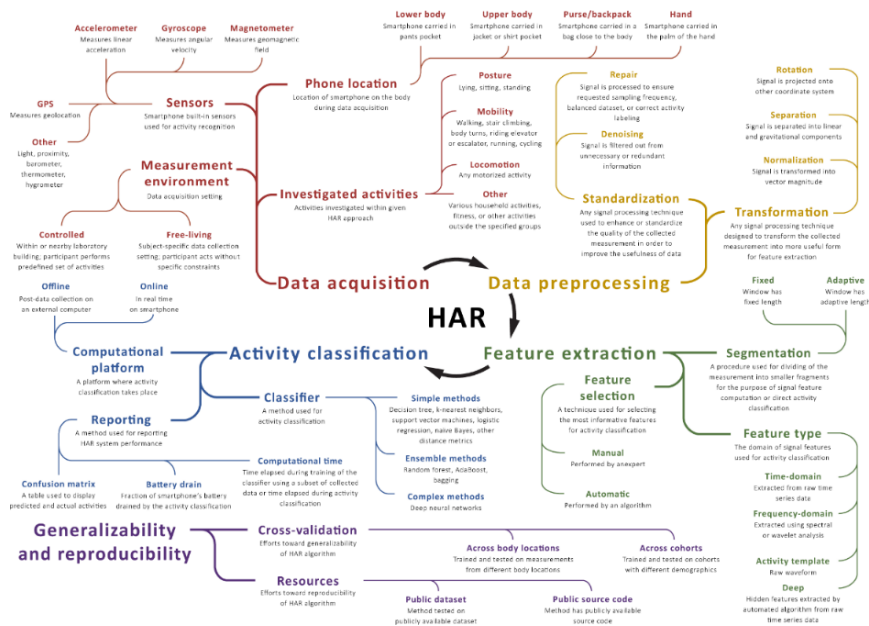 Accelerometer
Measures linear
acceleration
Gyroscope
Measures angular
velocity
Magnetometer
Measures geomagnetic
field
GPS
Measures geolocation
Other
Light, proximity,
barometer,
thermometer,
hygrometer
Sensors
Smartphone built-in sensors
used for activity recognition
Measurement
environment
Data acquisition setting
Controlled
Within or nearby laboratory
building; participant performs
predefined set of activities
Free-living
Subject-specific data collection
setting; participant acts without
specific constraints
Lower body
Smartphone carried in
pants pocket
Upper body
Smartphone carried in
jacket or shirt pocket
Purse/backpack
Smartphone carried in a
bag close to the body
Hand
Smartphone carried in
the palm of the hand
Phone location
Location of smartphone on the body
during data acquisition
Posture
Lying, sitting, standing
Mobility
Walking, stair climbing,
body turns, riding elevator
or escalator, running, cycling
Locomotion
Any motorized activity
Other
Various household activities,
fitness, or other activities
outside the specified groups
Investigated activities
Activities investigated within given
HAR approach
Data acquisition
Repair
Signal is processed to ensure
requested sampling frequency,
balanced dataset, or correct activity
labeling
Denoising
Signal is filtered out from
unnecessary or redundant
information
Standardization
Any signal processing technique
used to enhance or standardize
the quality of the collected
measurement in order to
improve the usefulness of data
Rotation
Signal is projected onto
other coordinate system
Separation
Signal is separated into linear
and gravitational components
Normalization
Signal is transformed into
vector magnitude
Transformation
Any signal processing technique
designed to transform the collected
measurement into more useful form
for feature extraction
Data preprocessing
HAR
Offline
Post-data collection on
an external computer
Online
In real time
on smartphone
Computational
platform
A platform where activity
classification takes place
Activity classification
Classifier
A method used for
activity classification
Simple methods
Decision tree, k-nearest neighbors,
support vector machines, logistic
regression, naive Bayes, other
distance metrics
Ensemble methods
Random forest, AdaBoost,
bagging
Complex methods
Deep neural networks
Reporting
A method used for reporting
HAR system performance
Confusion matrix
A table used to display
predicted and actual activities
Battery drain
Fraction of smartphone's battery
drained by the activity classification
Computational time
Time elapsed during training of the
classifier using a subset of collected
data or time elapsed during activity
classification
Feature extraction
Fixed
Window has
fixed length
Adaptive
Window has
adaptive length
Segmentation
A procedure used for dividing of the
measurement into smaller fragments
for the purpose of signal feature
computation or direct activity
classification
Feature
selection
A technique used for selecting
the most informative features
for activity classification
Manual
Performed by anexpert
Automatic
Performed by an algorithm
Feature type
The domain of signal features
used for activity classification
Time-domain
Extracted from raw time
series data
Frequency-domain
Extracted using spectral
or wavelet analysis
Activity template
Raw waveform
Deep
Hidden features extracted by
automated algorithm from raw
time series data
Generalizability
and reproducibility
Cross-validation
Efforts toward generalizability
of HAR algorithm
Across body locations
Trained and tested on measurements
from different body locations
Across cohorts
Trained and tested on cohorts
with different demographics
Resources
Efforts toward reproducibility
of HAR algorithm
Public dataset
Method tested on
publicly available dataset
Public source code
Method has publicly available
source code